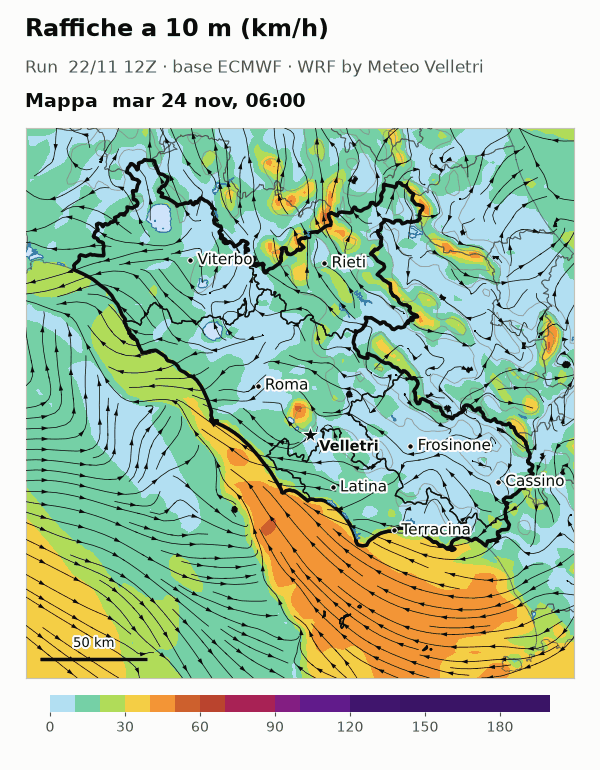 Raffiche a 10 m (km/h)
Run  22/11 12Z · base ECMWF · WRF by Meteo Velletri
Mappa  mar 24 nov, 06:00
Viterbo
Rieti
Roma
Velletri
Frosinone
Cassino
Latina
Terracina
50 km
0 30 60 90 120 150 180